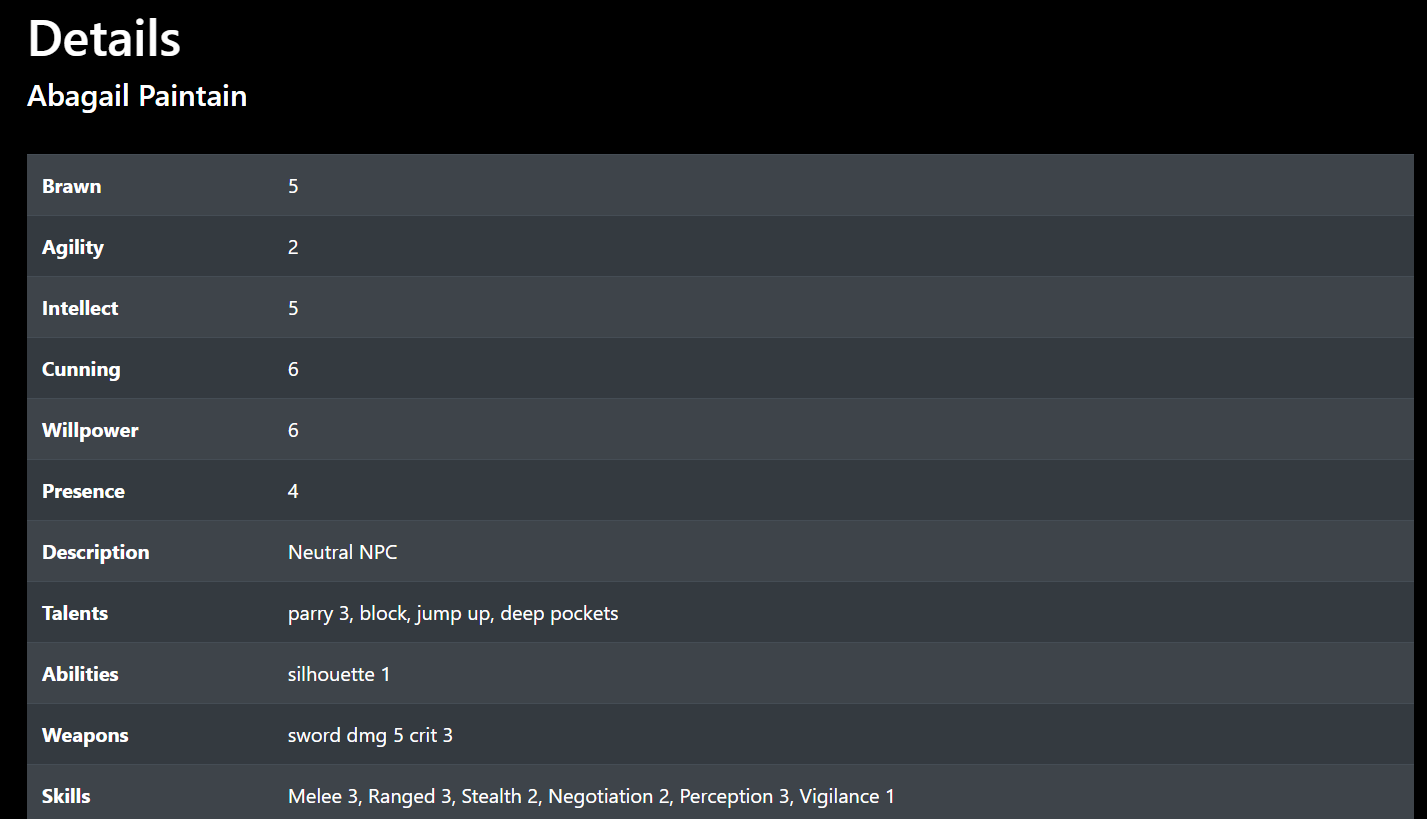 Details
Abagail Paintain
Brawn 5
Agility 2
Intellect 5
Cunning 6
Willpower 6
Presence 4
Description Neutral NPC
Talents parry 3, block, jump up, deep pockets
Abilities silhouette 1
Weapons sword dmg 5 crit 3
Skills Melee 3, Ranged 3, Stealth 2, Negotiation 2, Perception 3, Vigilance 1